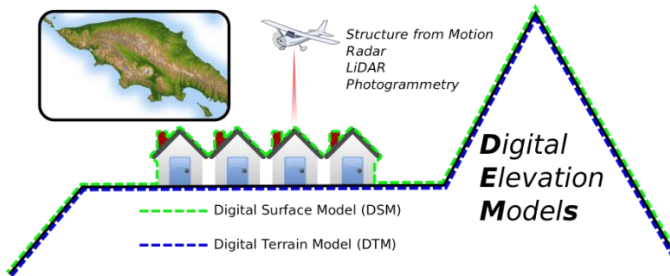 Structure from Motion
Radar
LiDAR
Photogrammetry
Digital
Elevation
Models
Digital Surface Model (DSM)
Digital Terrain Model (DTM)